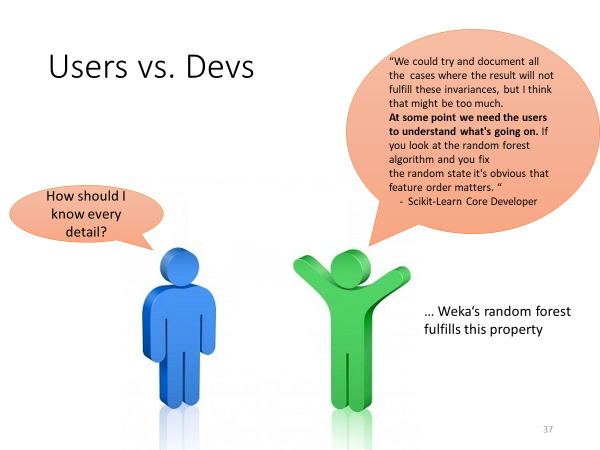 Users vs. Devs
“We could try and document all
the cases where the result will not
fulfill these invariances, but I think
that might be too much.
At some point we need the users
to understand what's going on. If
you look at the random forest
algorithm and you fix
the random state it's obvious that
feature order matters. “
- Scikit-Learn Core Developer
How should I
know every
detail?
… Weka‘s random forest
fulfills this property
37